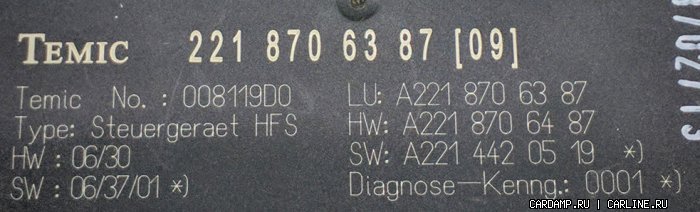 TEMIC 221 870 63 87 [09]
Temic No. : 008119D0 LU: A221 870 63 87
Type: Steuergeraet HFS HW: A221 870 64 87
HW : 06/30 SW: A221 442 05 19 *)
SW : 06/37/01 *) Diagnose-Kenng.: 0001 *)
CARDAMP.RU | CARLINE.RU